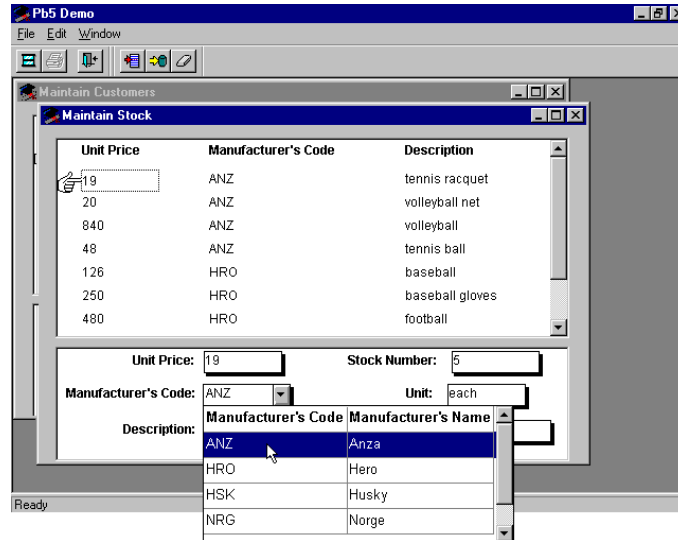 Pb5 Demo
File Edit Window
Maintain Customers
Maintain Stock
Unit Price Manufacturer's Code Description
19 ANZ tennis racquet
20 ANZ volleyball net
840 ANZ volleyball
48 ANZ tennis ball
126 HRO baseball
250 HRO baseball gloves
480 HRO football
Unit Price: 19 Stock Number: 5
Manufacturer's Code: ANZ Unit: each
Description:
Manufacturer's Code Manufacturer's Name
ANZ Anza
HRO Hero
HSK Husky
NRG Norge
Ready